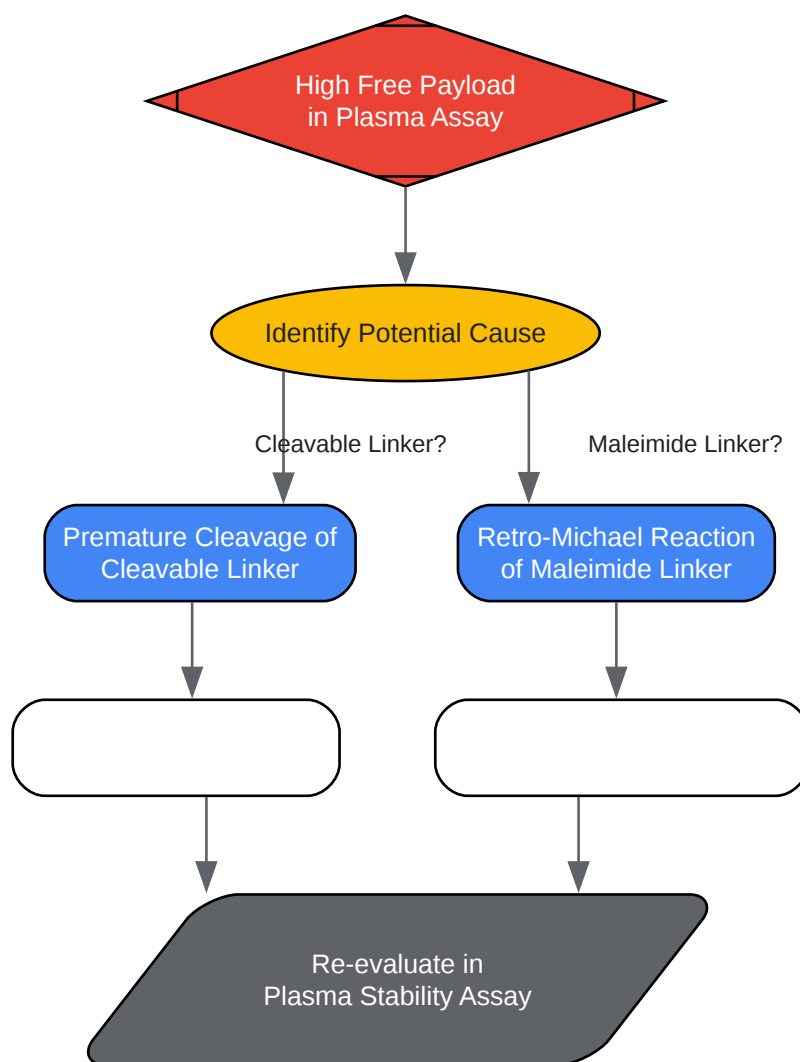 High Free Payload
in Plasma Assay
Identify Potential Cause
Cleavable Linker?
Maleimide Linker?
Premature Cleavage of
Cleavable Linker
Retro-Michael Reaction
of Maleimide Linker
Re-evaluate in
Plasma Stability Assay